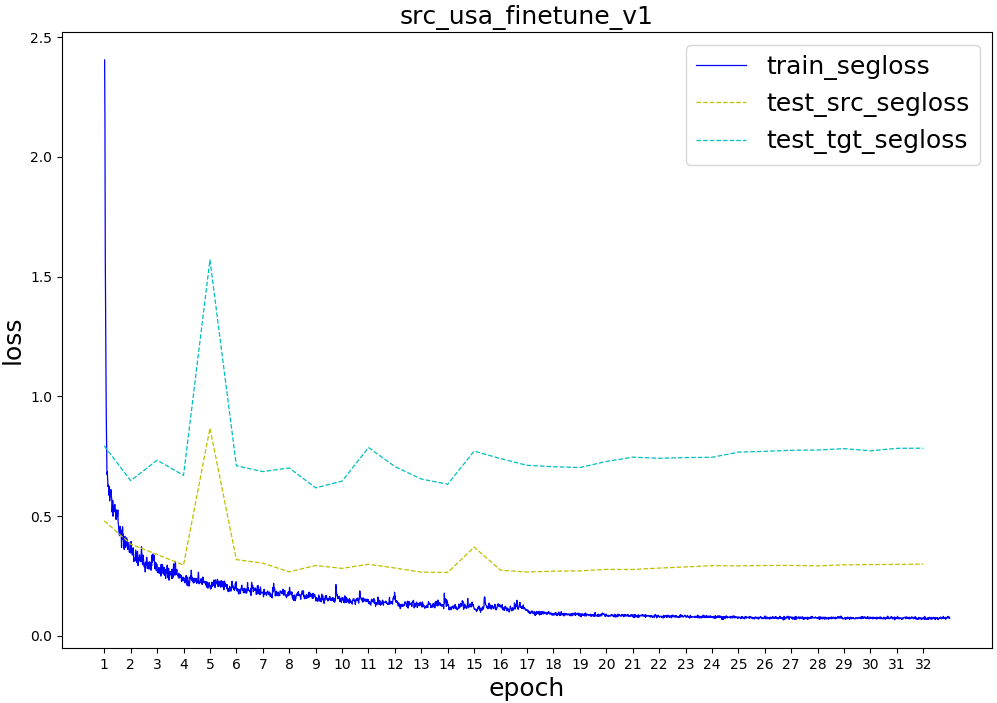 src_usa_finetune_v1
train_segloss
test_src_segloss
test_tgt_segloss
loss
2.5
2.0
1.5
1.0
0.5
0.0
1 2 3 4 5 6 7 8 9 10 11 12 13 14 15 16 17 18 19 20 21 22 23 24 25 26 27 28 29 30 31 32
epoch